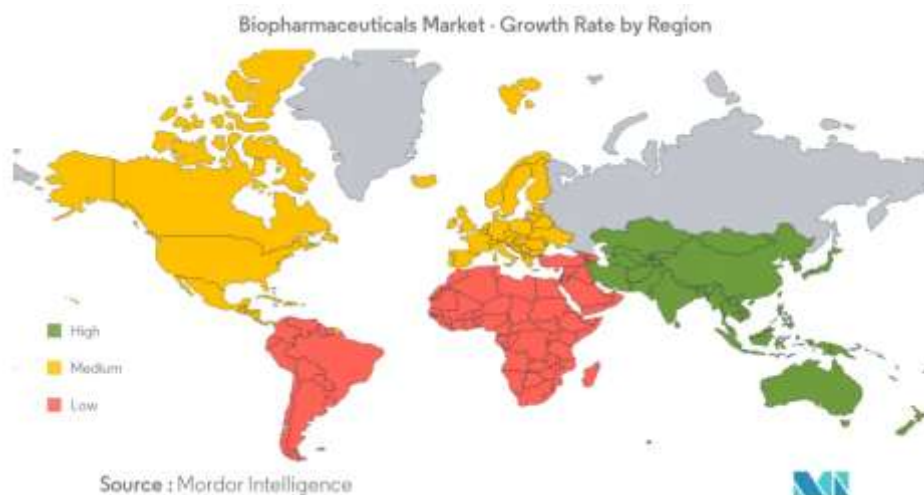 Biopharmaceuticals Market - Growth Rate by Region
High
Medium
Low
Source : Mordor Intelligence